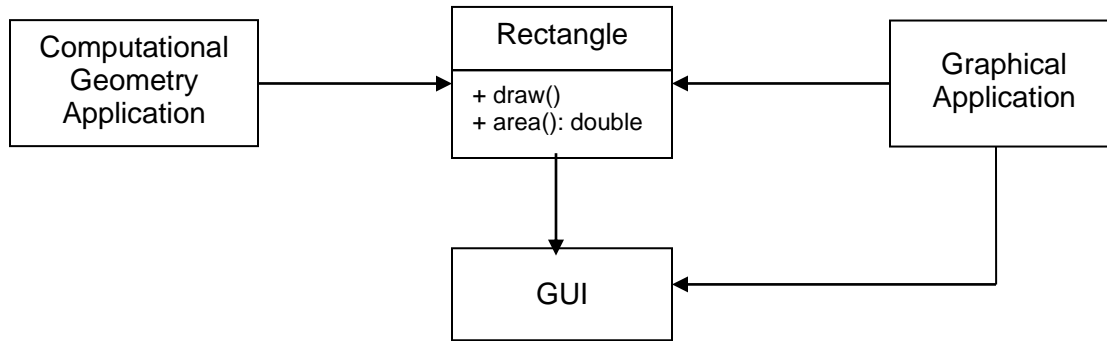 Computational
Geometry
Application
Rectangle
+ draw()
+ area(): double
Graphical
Application
GUI